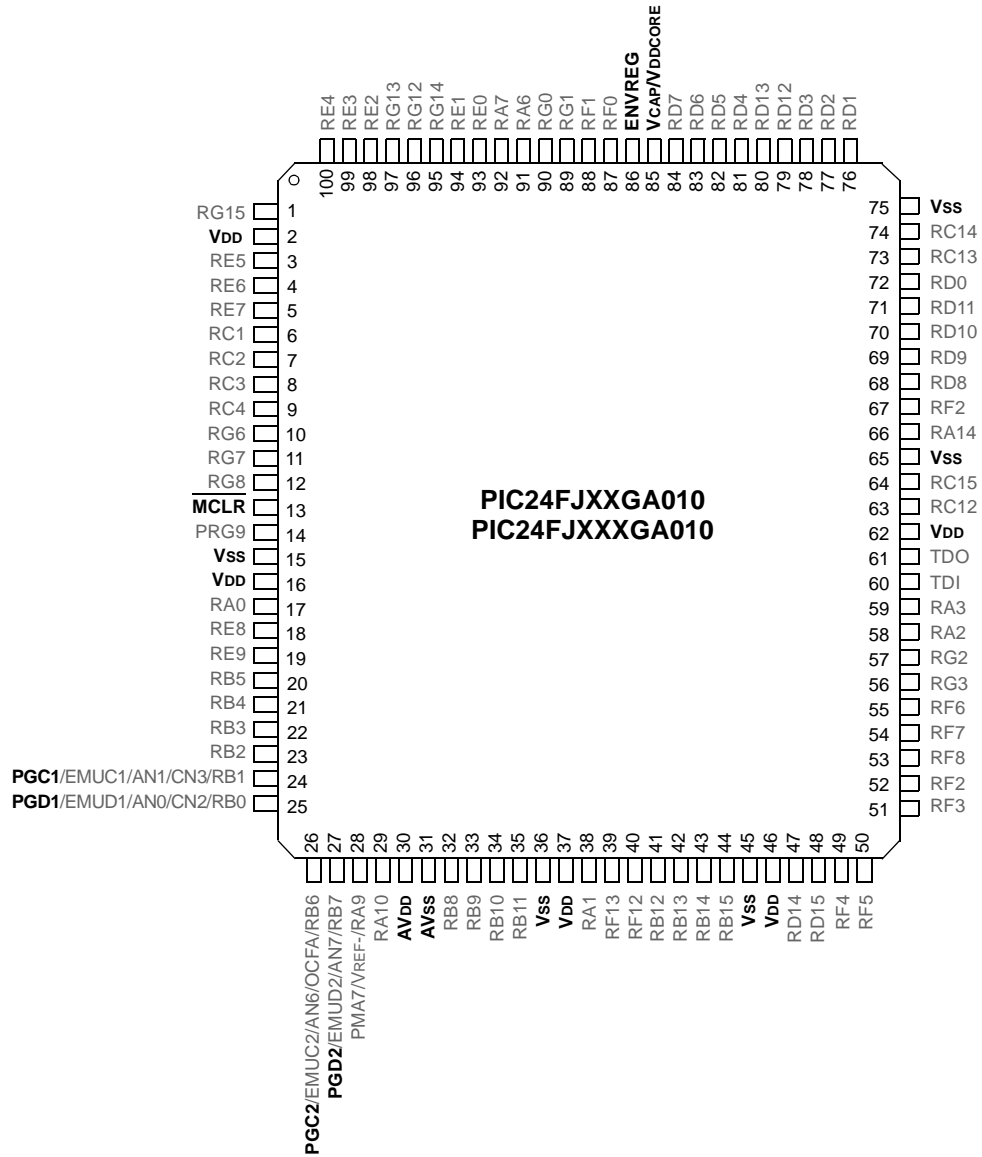 RE4
RE3
RE2
RG13
RG12
RG14
RE1
RE0
RA7
RA6
RG0
RG1
RF1
RF0
ENVREG
VCAP/VDDCORE
RD7
RD6
RD5
RD4
RD13
RD12
RD3
RD2
RD1
100
99
98
97
96
95
94
93
92
91
90
89
88
87
86
85
84
83
82
81
80
79
78
77
76
RG15 1
VDD 2
RE5 3
RE6 4
RE7 5
RC1 6
RC2 7
RC3 8
RC4 9
RG6 10
RG7 11
RG8 12
MCLR 13
PRG9 14
VSS 15
VDD 16
RA0 17
RE8 18
RE9 19
RB5 20
RB4 21
RB3 22
RB2 23
PGC1/EMUC1/AN1/CN3/RB1 24
PGD1/EMUD1/AN0/CN2/RB0 25
PIC24FJXXGA010
PIC24FJXXXGA010
75 VSS
74 RC14
73 RC13
72 RD0
71 RD11
70 RD10
69 RD9
68 RD8
67 RF2
66 RA14
65 VSS
64 RC15
63 RC12
62 VDD
61 TDO
60 TDI
59 RA3
58 RA2
57 RG2
56 RG3
55 RF6
54 RF7
53 RF8
52 RF2
51 RF3
26
27
28
29
30
31
32
33
34
35
36
37
38
39
40
41
42
43
44
45
46
47
48
49
50
PGC2/EMUC2/AN6/OCFA/RB6
PGD2/EMUD2/AN7/RB7
PMA7/VREF-/RA9
RA10
AVDD
AVSS
RB8
RB9
RB10
RB11
VSS
VDD
RA1
RF13
RF12
RB12
RB13
RB14
RB15
VSS
VDD
RD14
RD15
RF4
RF5